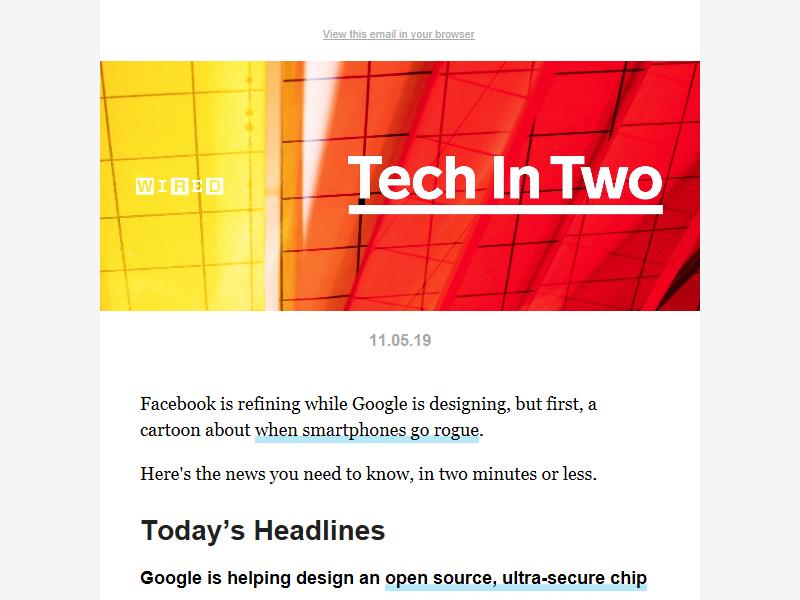 View this email in your browser
WIRED
Tech In Two
11.05.19
Facebook is refining while Google is designing, but first, a
cartoon about when smartphones go rogue.
Here's the news you need to know, in two minutes or less.
Today’s Headlines
Google is helping design an open source, ultra-secure chip